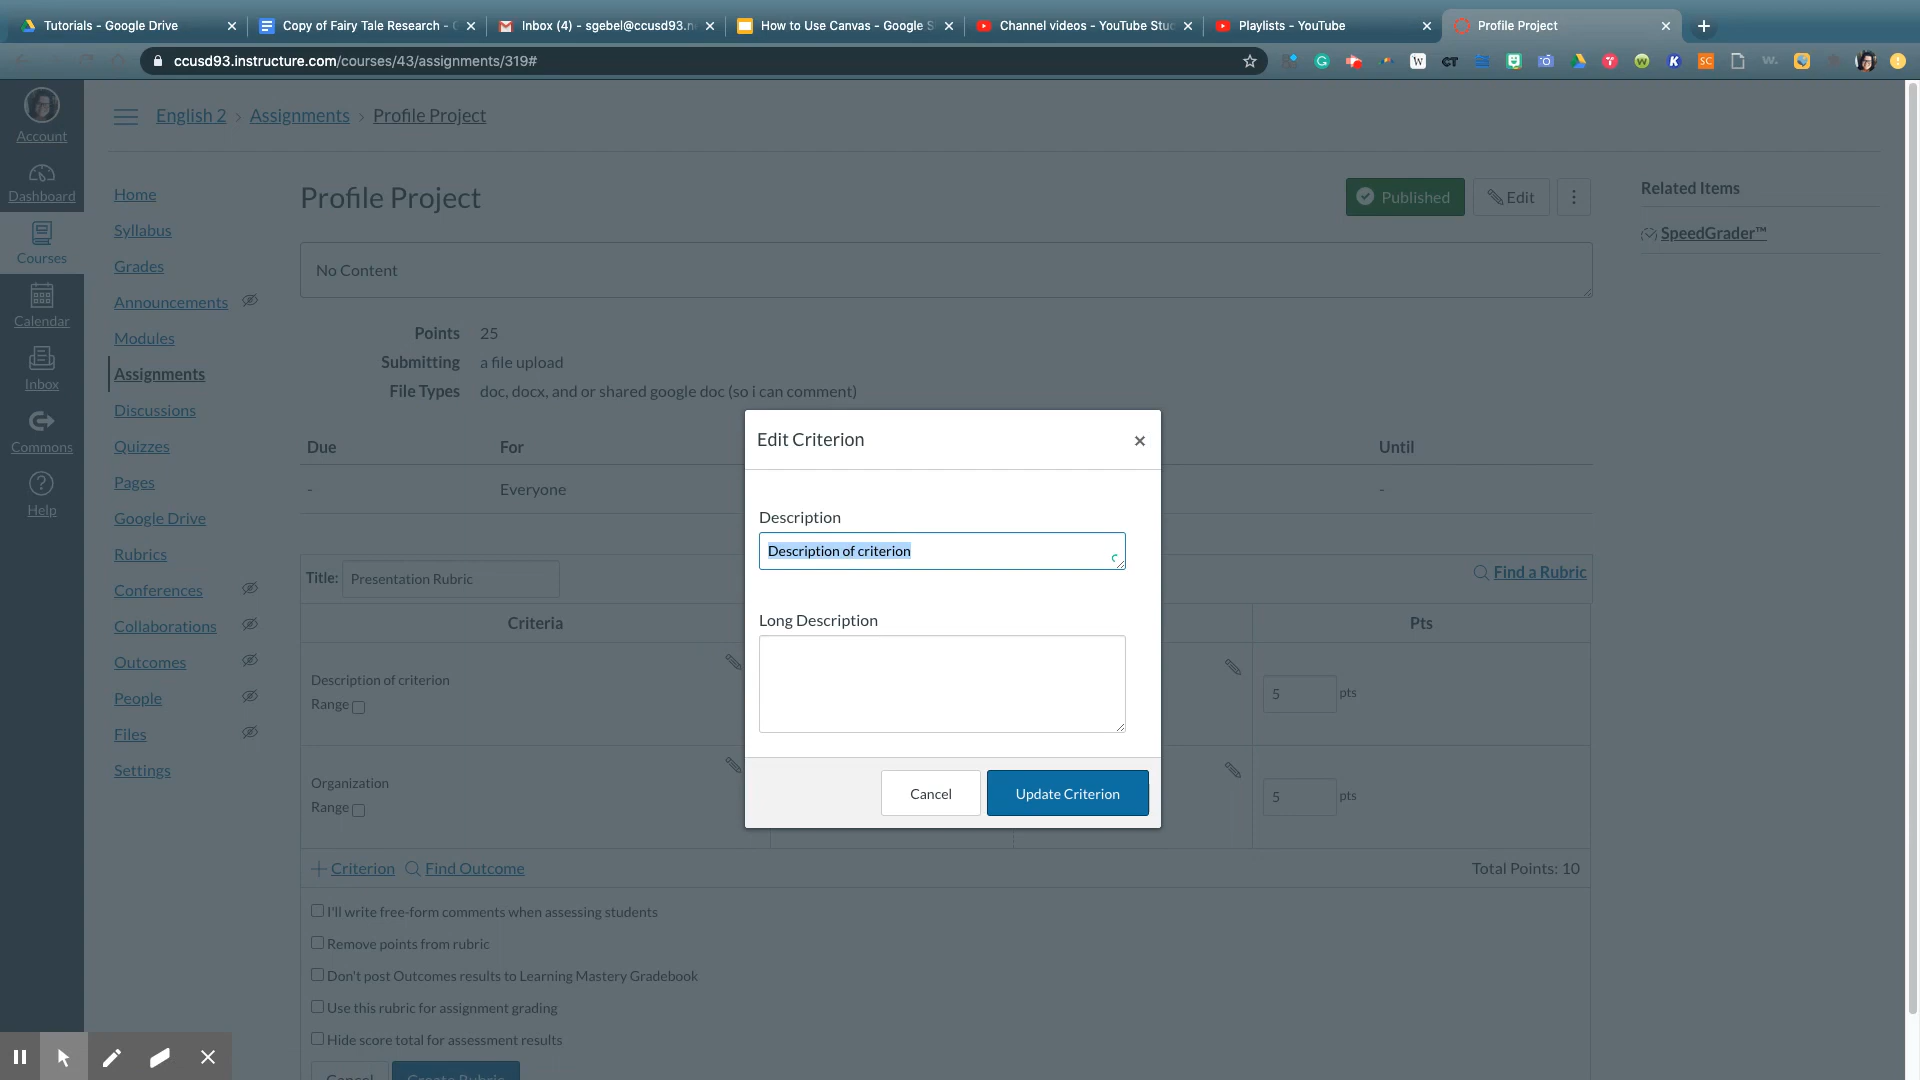 Tutorials - Google Drive
Copy of Fairy Tale Research -
Inbox (4) - sgebel@ccusd93.n
How to Use Canvas - Google S
Channel videos - YouTube Stu
Playlists - YouTube
Profile Project
ccusd93.instructure.com/courses/43/assignments/319#
Account
Dashboard
Courses
Calendar
Inbox
Commons
Help
English 2 › Assignments › Profile Project
Home
Syllabus
Grades
Announcements
Modules
Assignments
Discussions
Quizzes
Pages
Google Drive
Rubrics
Conferences
Collaborations
Outcomes
People
Files
Settings
Profile Project
Published
Edit
Related Items
SpeedGrader™
No Content
Points 25
Submitting a file upload
File Types doc, docx, and or shared google doc (so i can comment)
Due For Until
- Everyone -
Title: Presentation Rubric
Find a Rubric
Criteria Pts
Description of criterion
Range
5 pts
Organization
Range
5 pts
Criterion Find Outcome
Total Points: 10
I'll write free-form comments when assessing students
Remove points from rubric
Don't post Outcomes results to Learning Mastery Gradebook
Use this rubric for assignment grading
Hide score total for assessment results
Cancel Create Rubric
Edit Criterion
Description
Description of criterion
Long Description
Cancel
Update Criterion